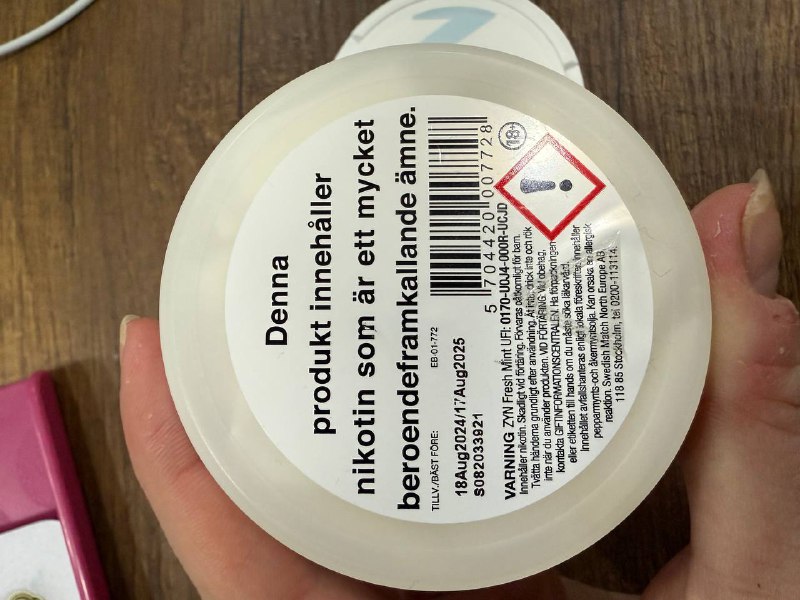 Denna
produkt innehåller
nikotin som är ett mycket
beroendeframkallande ämne.
EB-01-772
TILLV./BÄST FÖRE:
18Aug2024/17Aug2025
S082033921
5 704420 007728
18+
VARNING ZYN Fresh Mint UFI: 0170-U0J4-000R-UCJD
Innehåller nikotin. Skadligt vid förtäring. Förvaras oåtkomligt för barn.
Tvätta händerna grundligt efter användning. Ät inte, drick inte och rök
inte när du använder produkten. VID FÖRTÄRING: Vid obehag,
kontakta GIFTINFORMATIONSCENTRALEN. Ha förpackningen
eller etiketten till hands om du måste söka läkarvård.
Innehållet avfallshanteras enligt lokala föreskrifter. Innehåller
pepparmynts-och åkermyntsolja. Kan orsaka en allergisk
reaktion. Swedish Match North Europe AB,
118 85 Stockholm, tel 0200-113114.